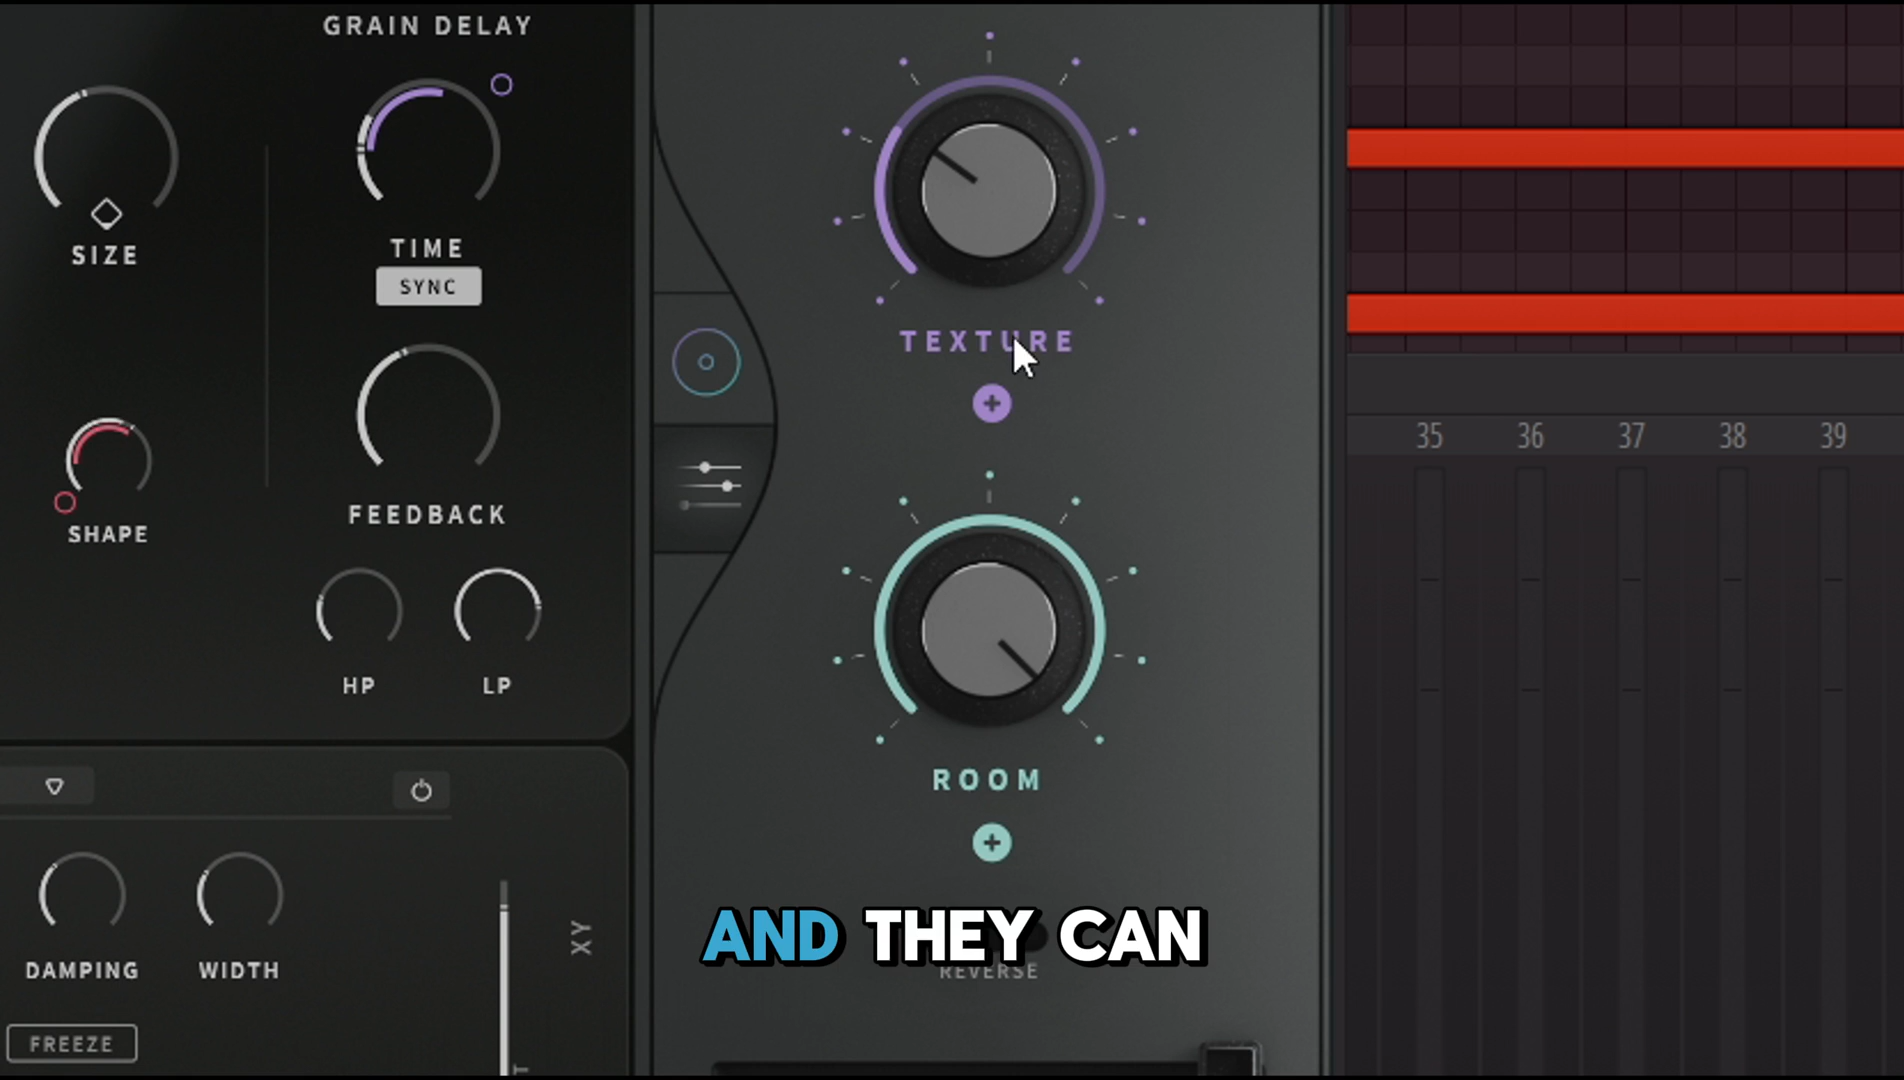 GRAIN DELAY
SIZE
TIME
SYNC
TEXTURE
35 36 37 38 39
FEEDBACK
SHAPE
HP LP
ROOM
XY
AND THEY CAN
DAMPING WIDTH
REVERSE
FREEZE